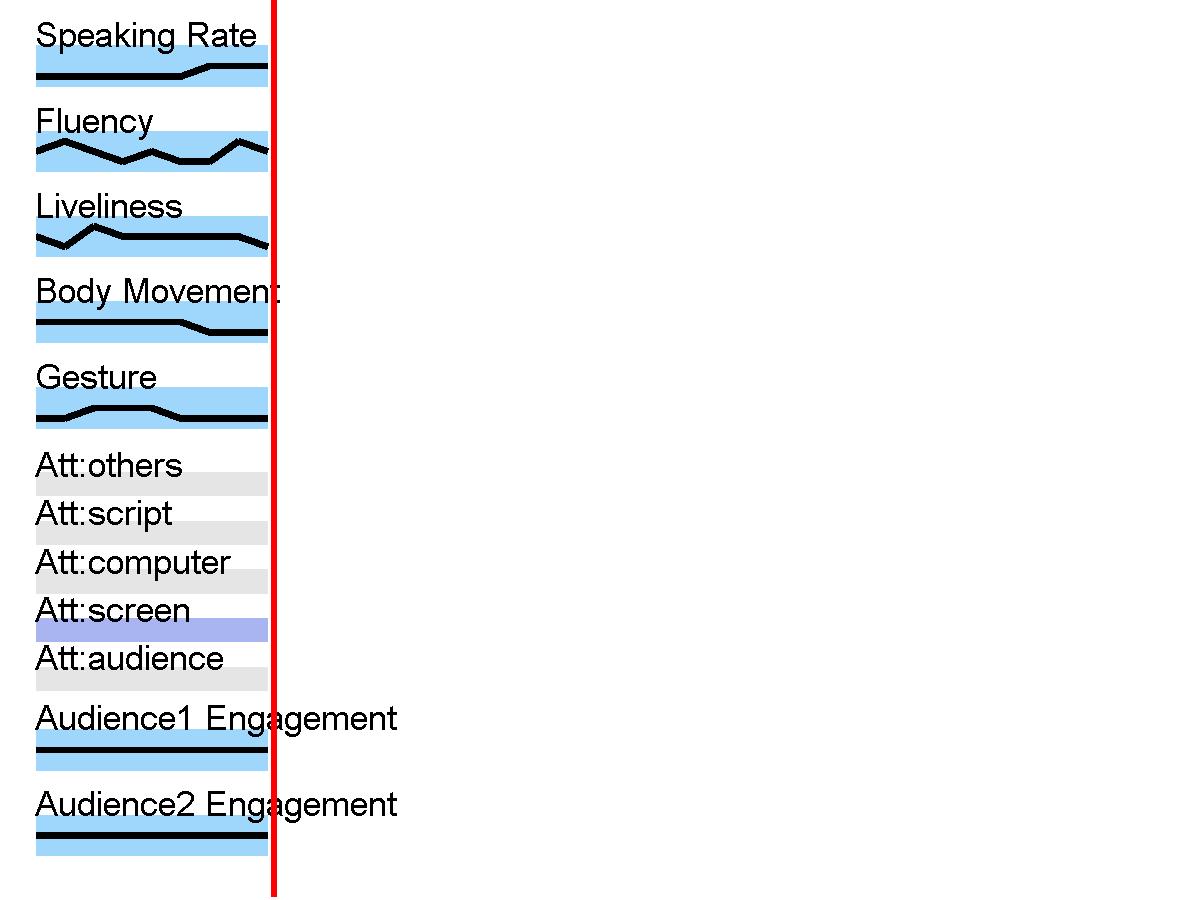 Speaking Rate
Fluency
Liveliness
Body Movement
Gesture
Att:others
Att:script
Att:computer
Att:screen
Att:audience
Audience1 Engagement
Audience2 Engagement